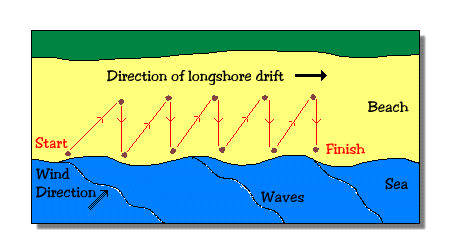 Direction of longshore drift
Beach
Start
Finish
Wind
Direction
Sea
Waves